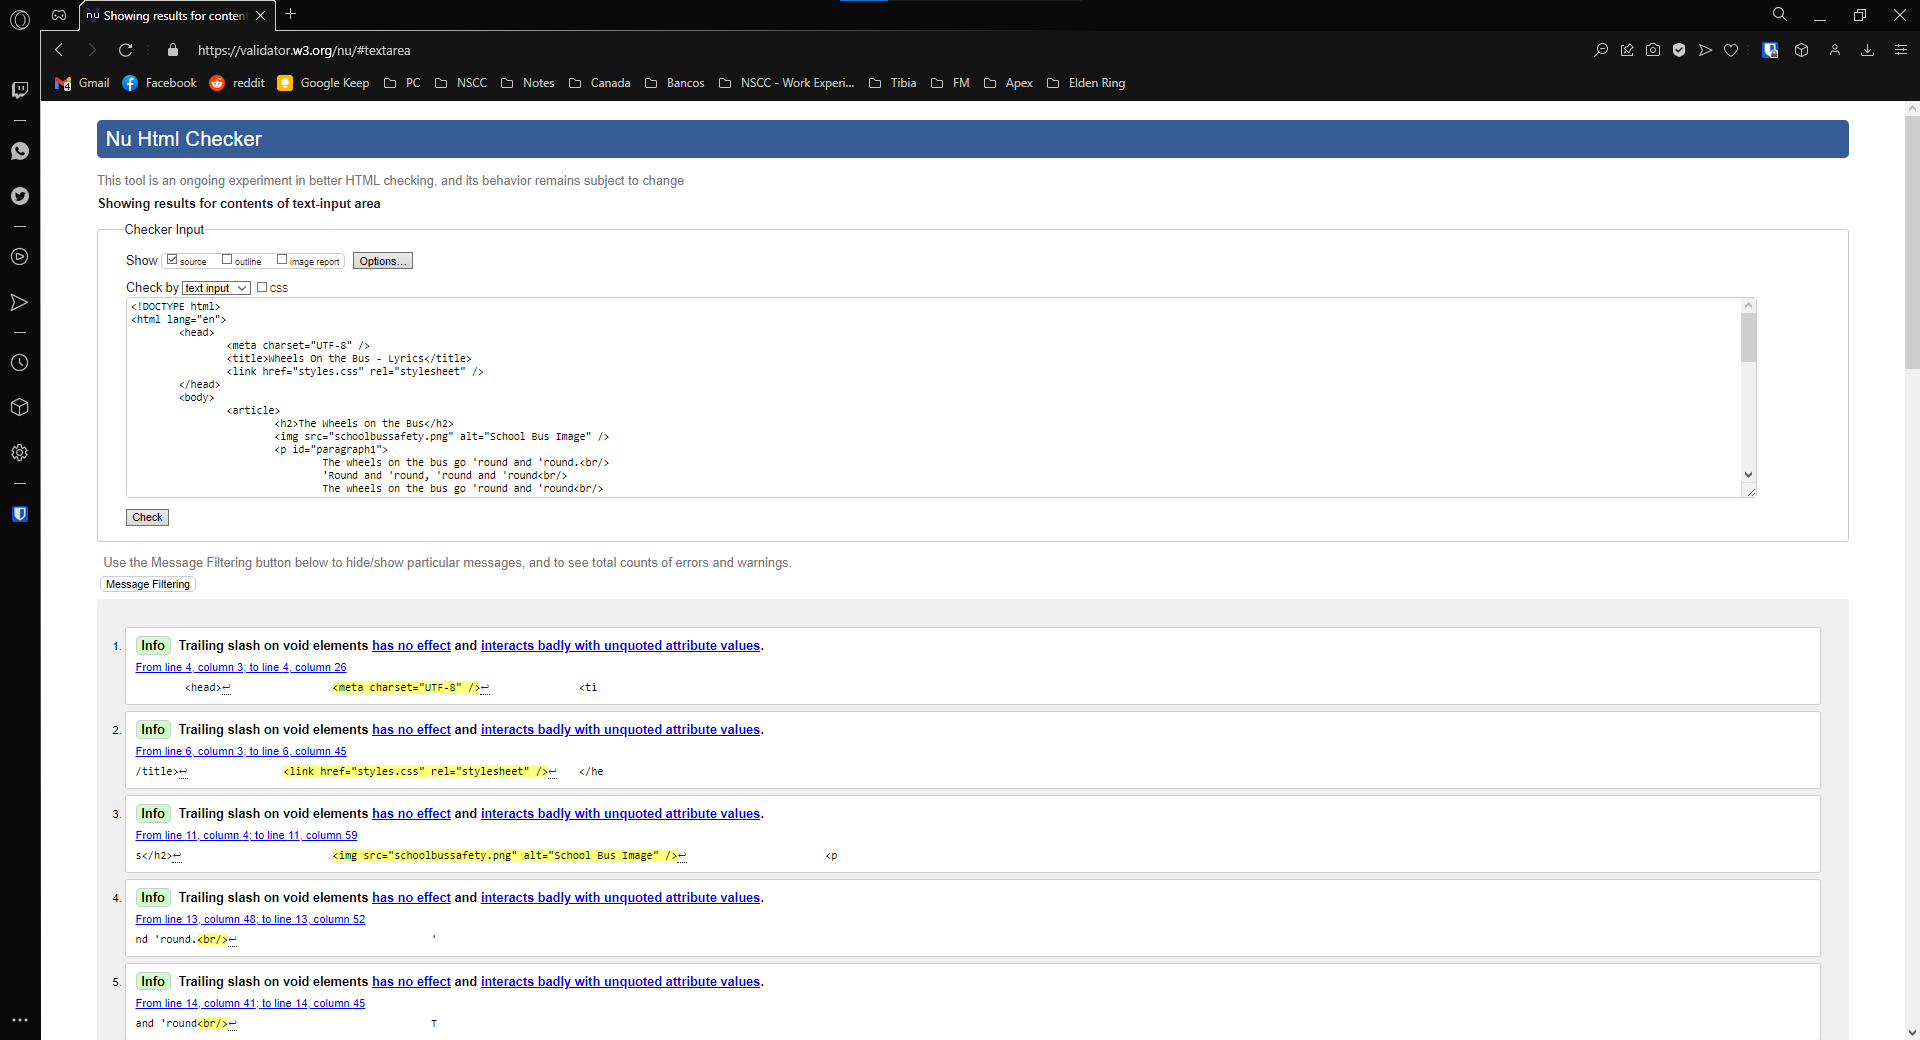 nu Showing results for conten
https://validator.w3.org/nu/#textarea
4 Gmail Facebook reddit Google Keep PC NSCC Notes Canada Bancos NSCC - Work Experi... Tibia FM Apex Elden Ring
Nu Html Checker
This tool is an ongoing experiment in better HTML checking, and its behavior remains subject to change
Showing results for contents of text-input area
Checker Input
Show source outline image report Options...
Check by text input css
<!DOCTYPE html>
<html lang="en">
<head>
<meta charset="UTF-8" />
<title>Wheels On the Bus - Lyrics</title>
<link href="styles.css" rel="stylesheet" />
</head>
<body>
<article>
<h2>The Wheels on the Bus</h2>
<img src="schoolbussafety.png" alt="School Bus Image" />
<p id="paragraph1">
The wheels on the bus go 'round and 'round.<br/>
'Round and 'round, 'round and 'round<br/>
The wheels on the bus go 'round and 'round<br/>
Check
Use the Message Filtering button below to hide/show particular messages, and to see total counts of errors and warnings.
Message Filtering
1. Info Trailing slash on void elements has no effect and interacts badly with unquoted attribute values.
From line 4, column 3; to line 4, column 26
<head>↩ <meta charset="UTF-8" />↩ <ti
2. Info Trailing slash on void elements has no effect and interacts badly with unquoted attribute values.
From line 6, column 3; to line 6, column 45
/title>↩ <link href="styles.css" rel="stylesheet" />↩ </he
3. Info Trailing slash on void elements has no effect and interacts badly with unquoted attribute values.
From line 11, column 4; to line 11, column 59
s</h2>↩ <img src="schoolbussafety.png" alt="School Bus Image" />↩ <p
4. Info Trailing slash on void elements has no effect and interacts badly with unquoted attribute values.
From line 13, column 48; to line 13, column 52
nd 'round.<br/>↩ '
5. Info Trailing slash on void elements has no effect and interacts badly with unquoted attribute values.
From line 14, column 41; to line 14, column 45
and 'round<br/>↩ T